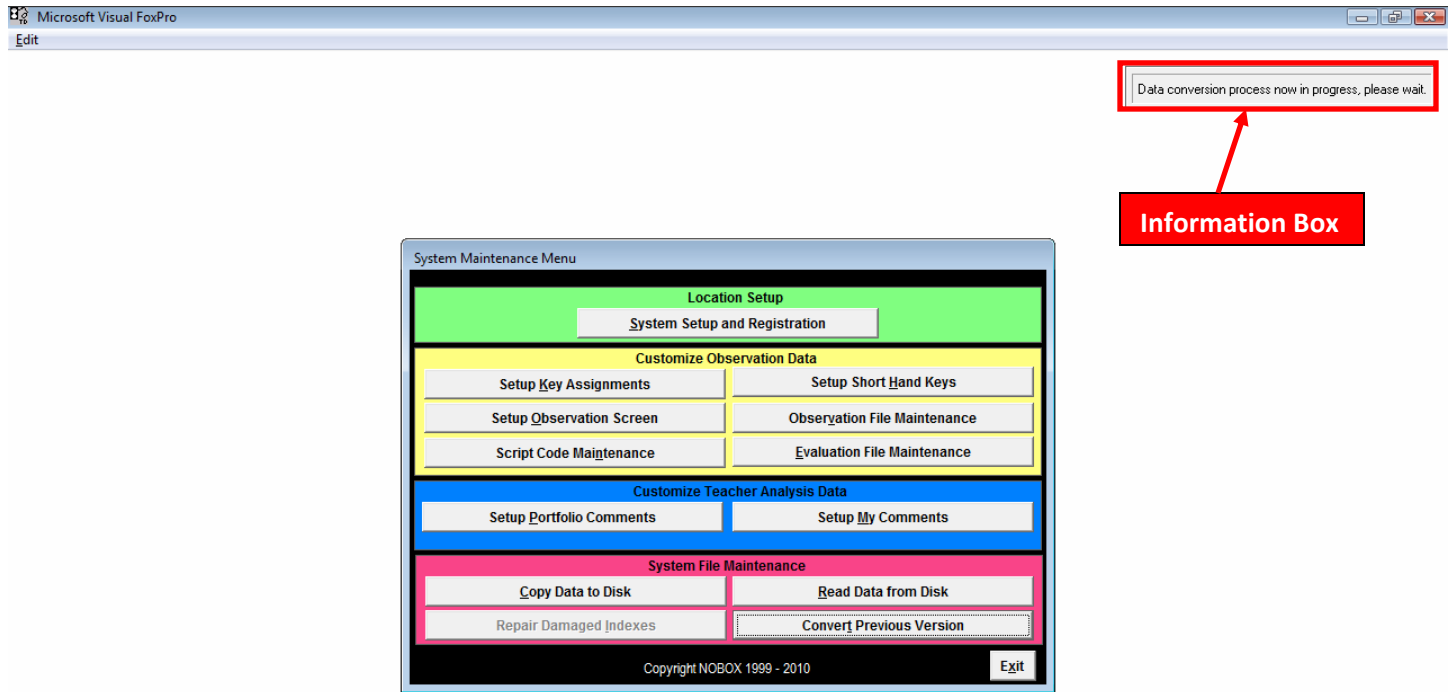 Microsoft Visual FoxPro
Edit
Data conversion process now in progress, please wait.
Information Box
System Maintenance Menu
Location Setup
System Setup and Registration
Customize Observation Data
Setup Key Assignments
Setup Short Hand Keys
Setup Observation Screen
Observation File Maintenance
Script Code Maintenance
Evaluation File Maintenance
Customize Teacher Analysis Data
Setup Portfolio Comments
Setup My Comments
System File Maintenance
Copy Data to Disk
Read Data from Disk
Repair Damaged Indexes
Convert Previous Version
Copyright NOBOX 1999 - 2010
Exit